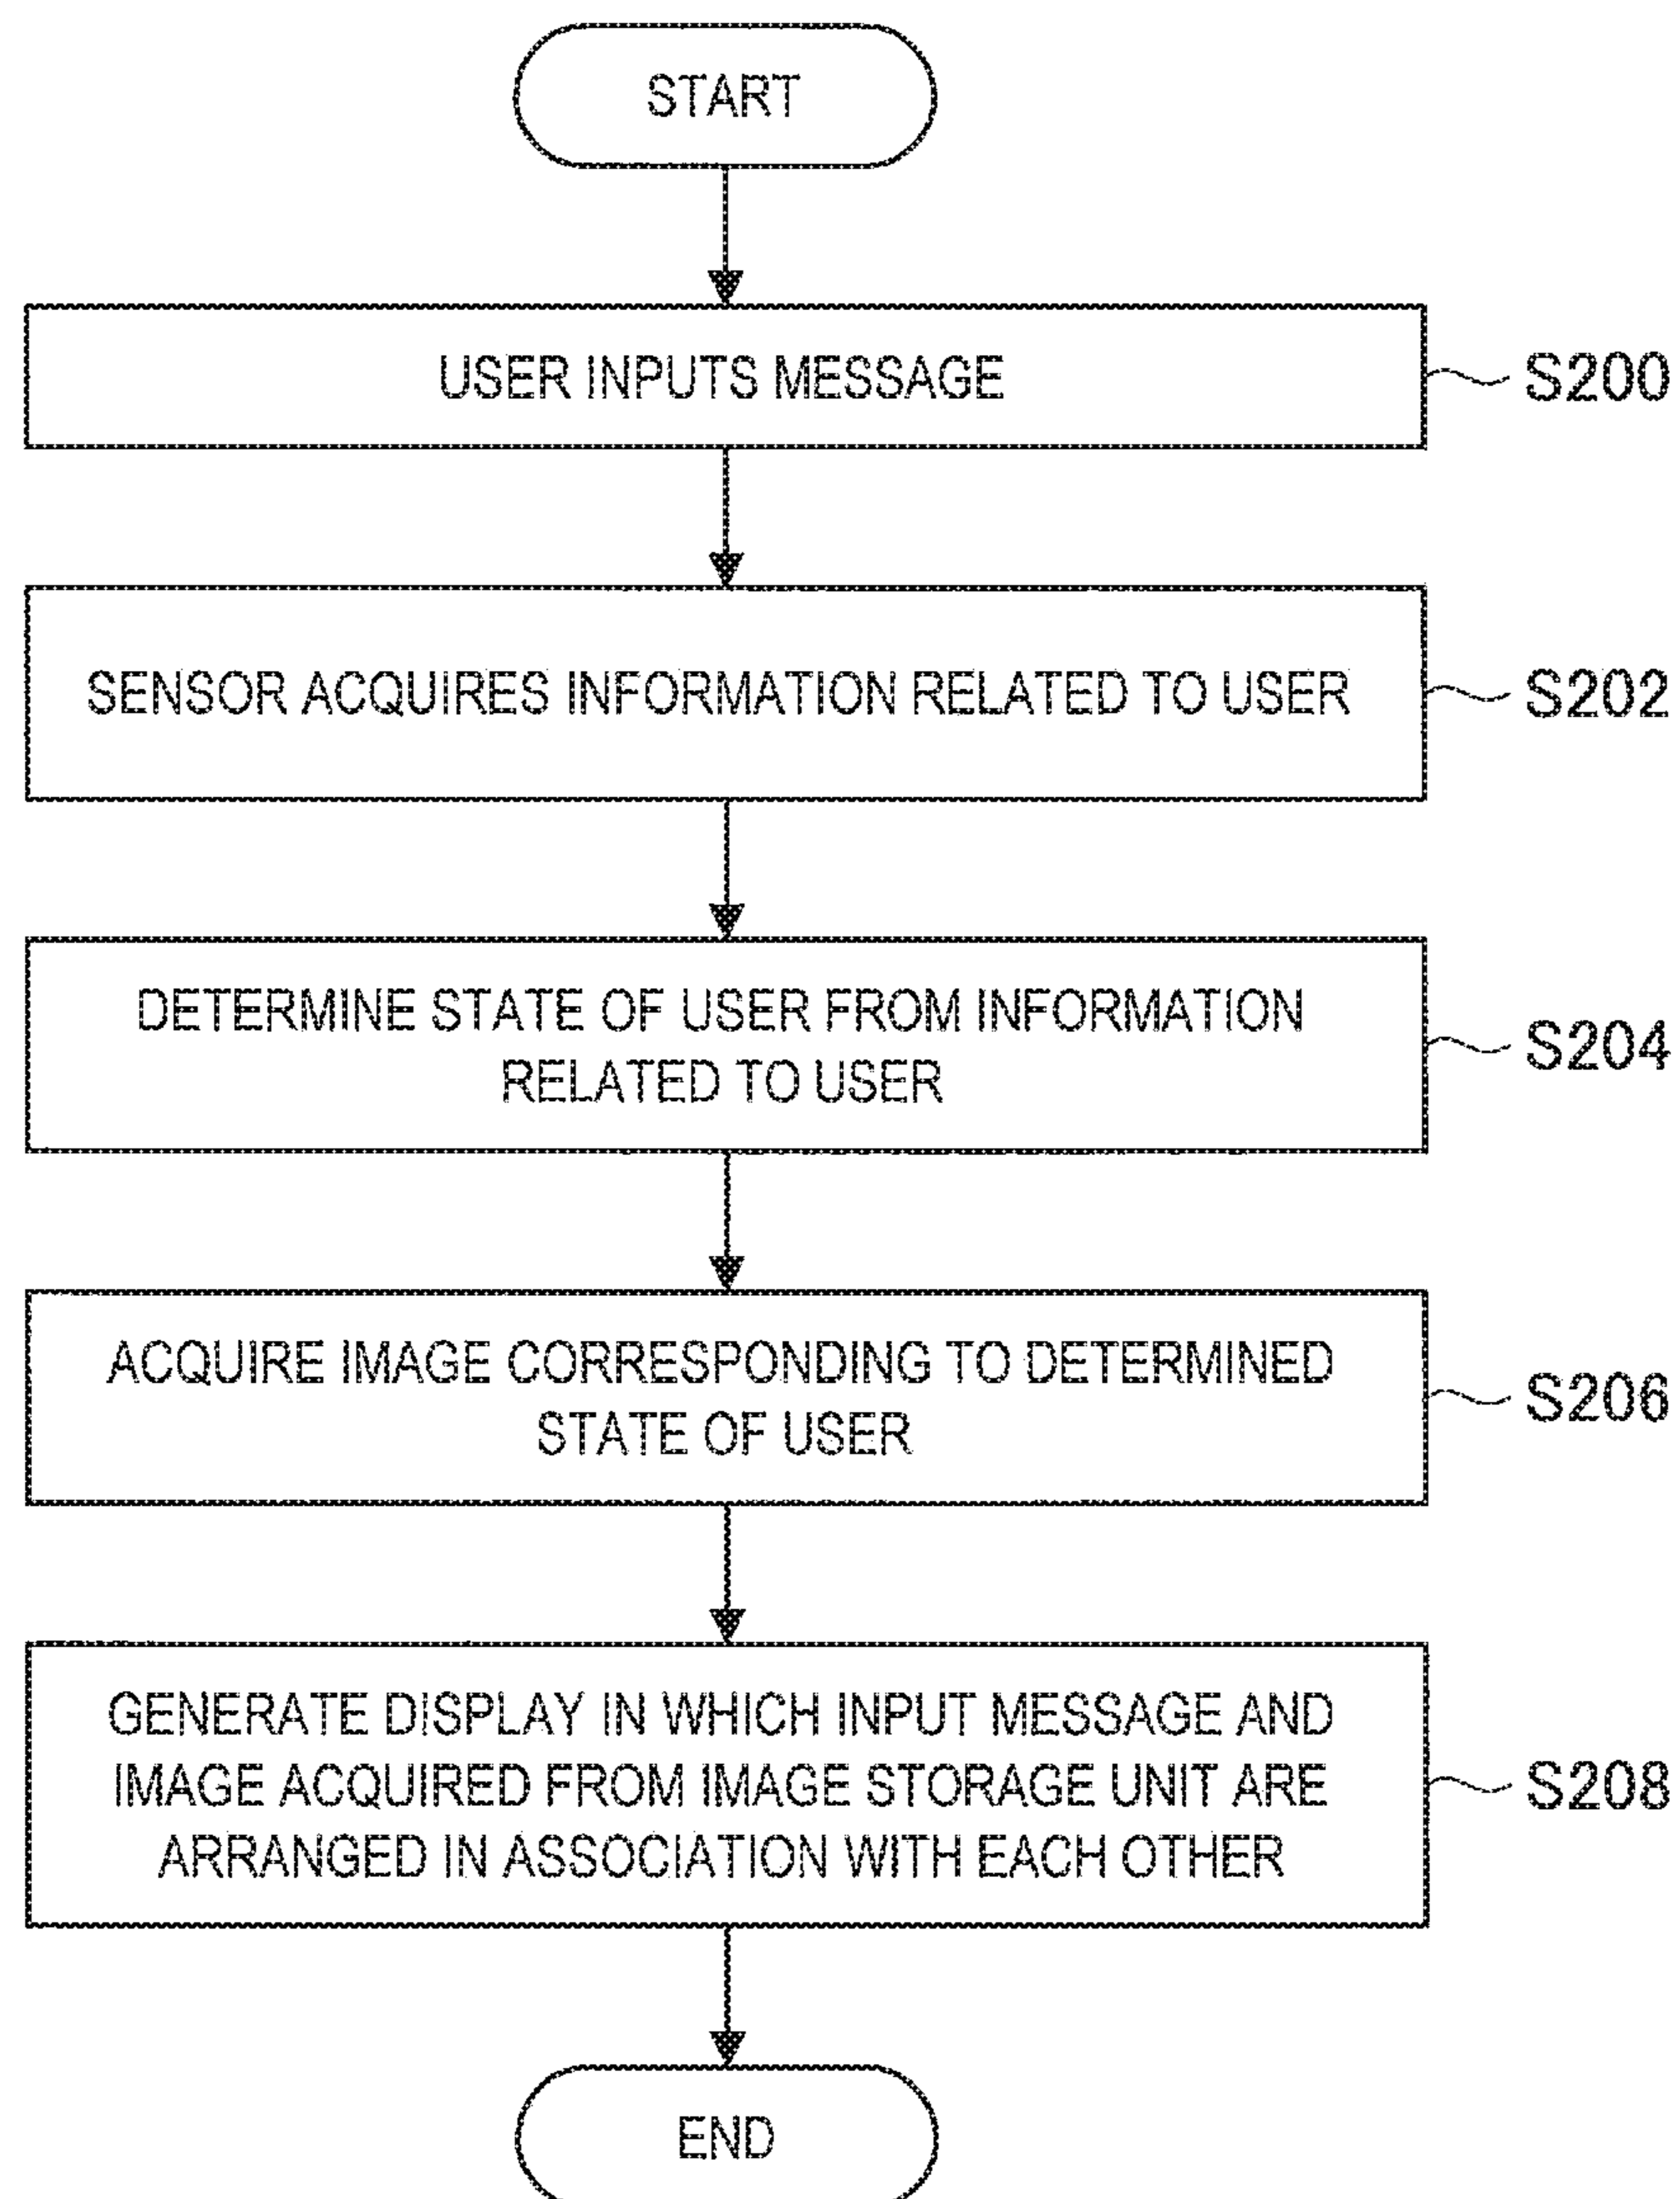 START
USER INPUTS MESSAGE
S200
SENSOR ACQUIRES INFORMATION RELATED TO USER
S202
DETERMINE STATE OF USER FROM INFORMATION
RELATED TO USER
S204
ACQUIRE IMAGE CORRESPONDING TO DETERMINED
STATE OF USER
S206
GENERATE DISPLAY IN WHICH INPUT MESSAGE AND
IMAGE ACQUIRED FROM IMAGE STORAGE UNIT ARE
ARRANGED IN ASSOCIATION WITH EACH OTHER
S208
END